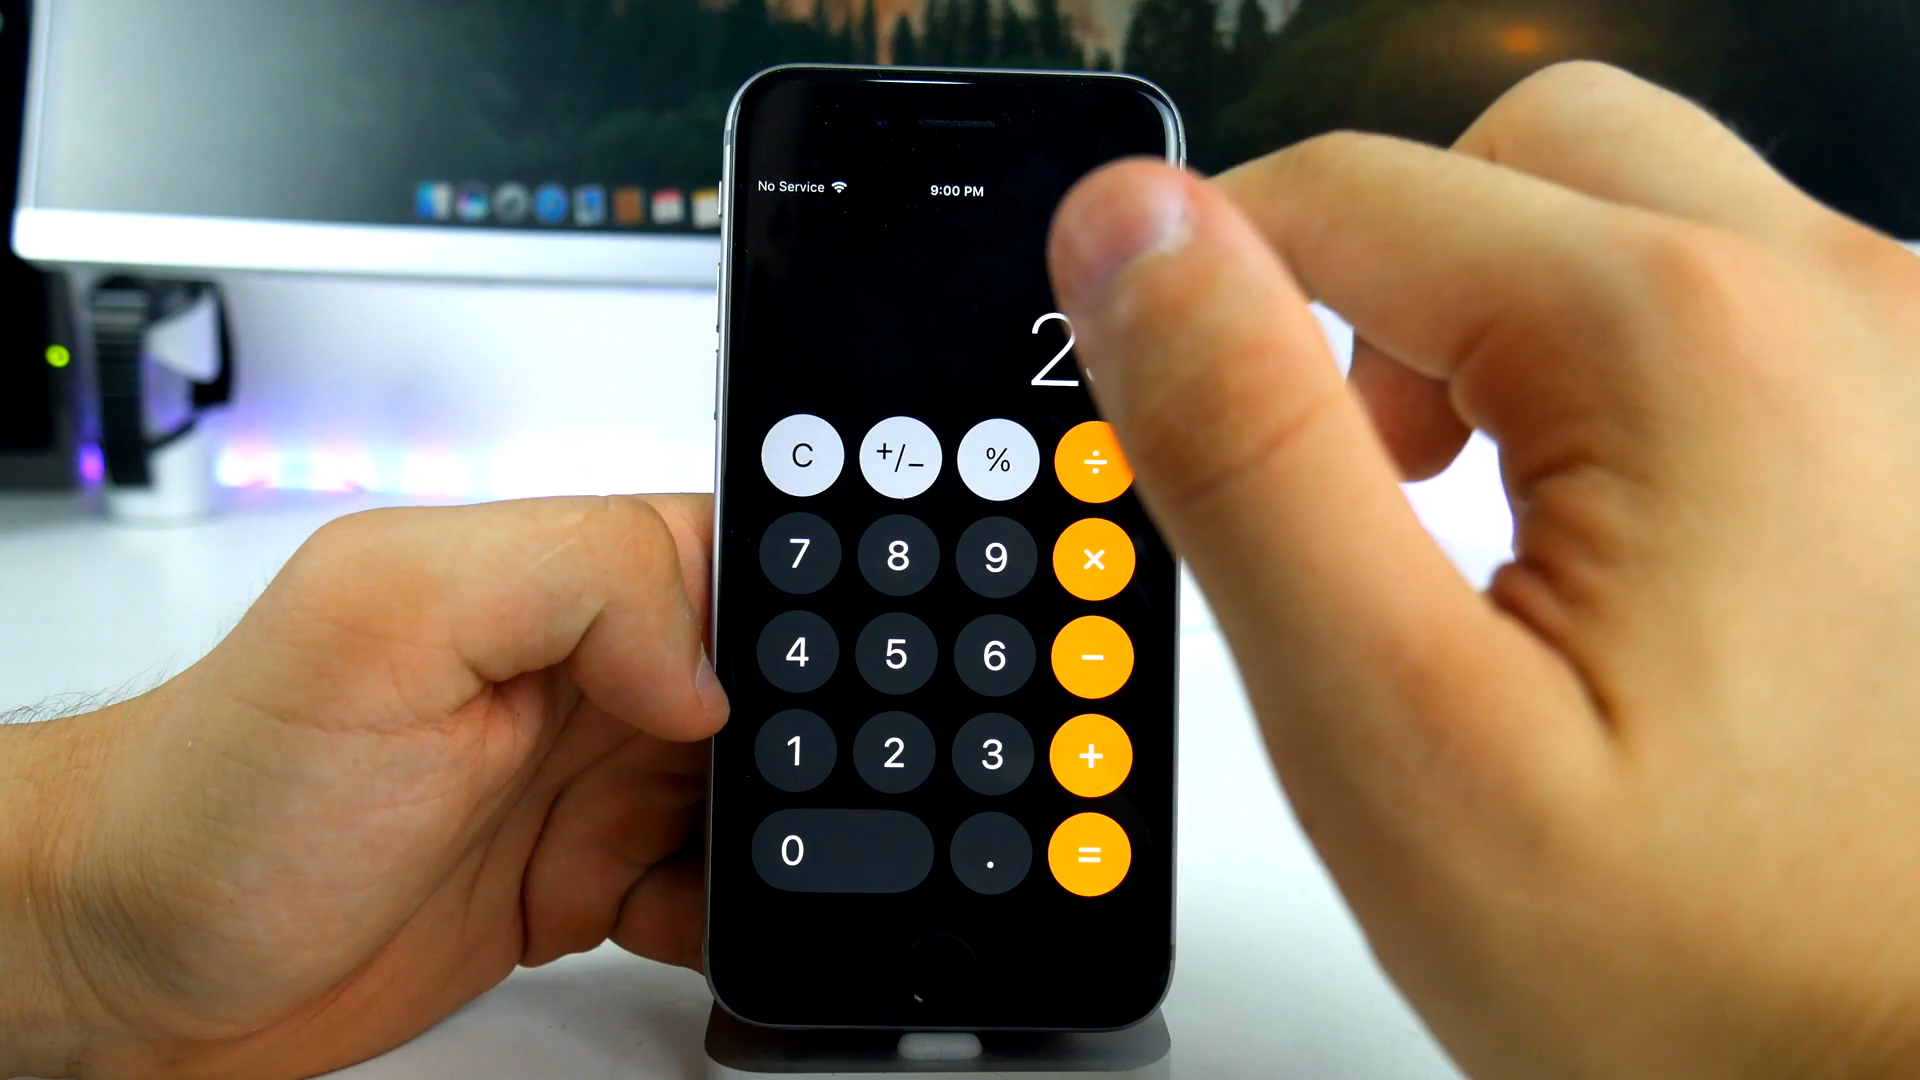 No Service 9:00 PM
2
C +/− % ÷
7 8 9 ×
4 5 6 −
1 2 3 +
0 . =